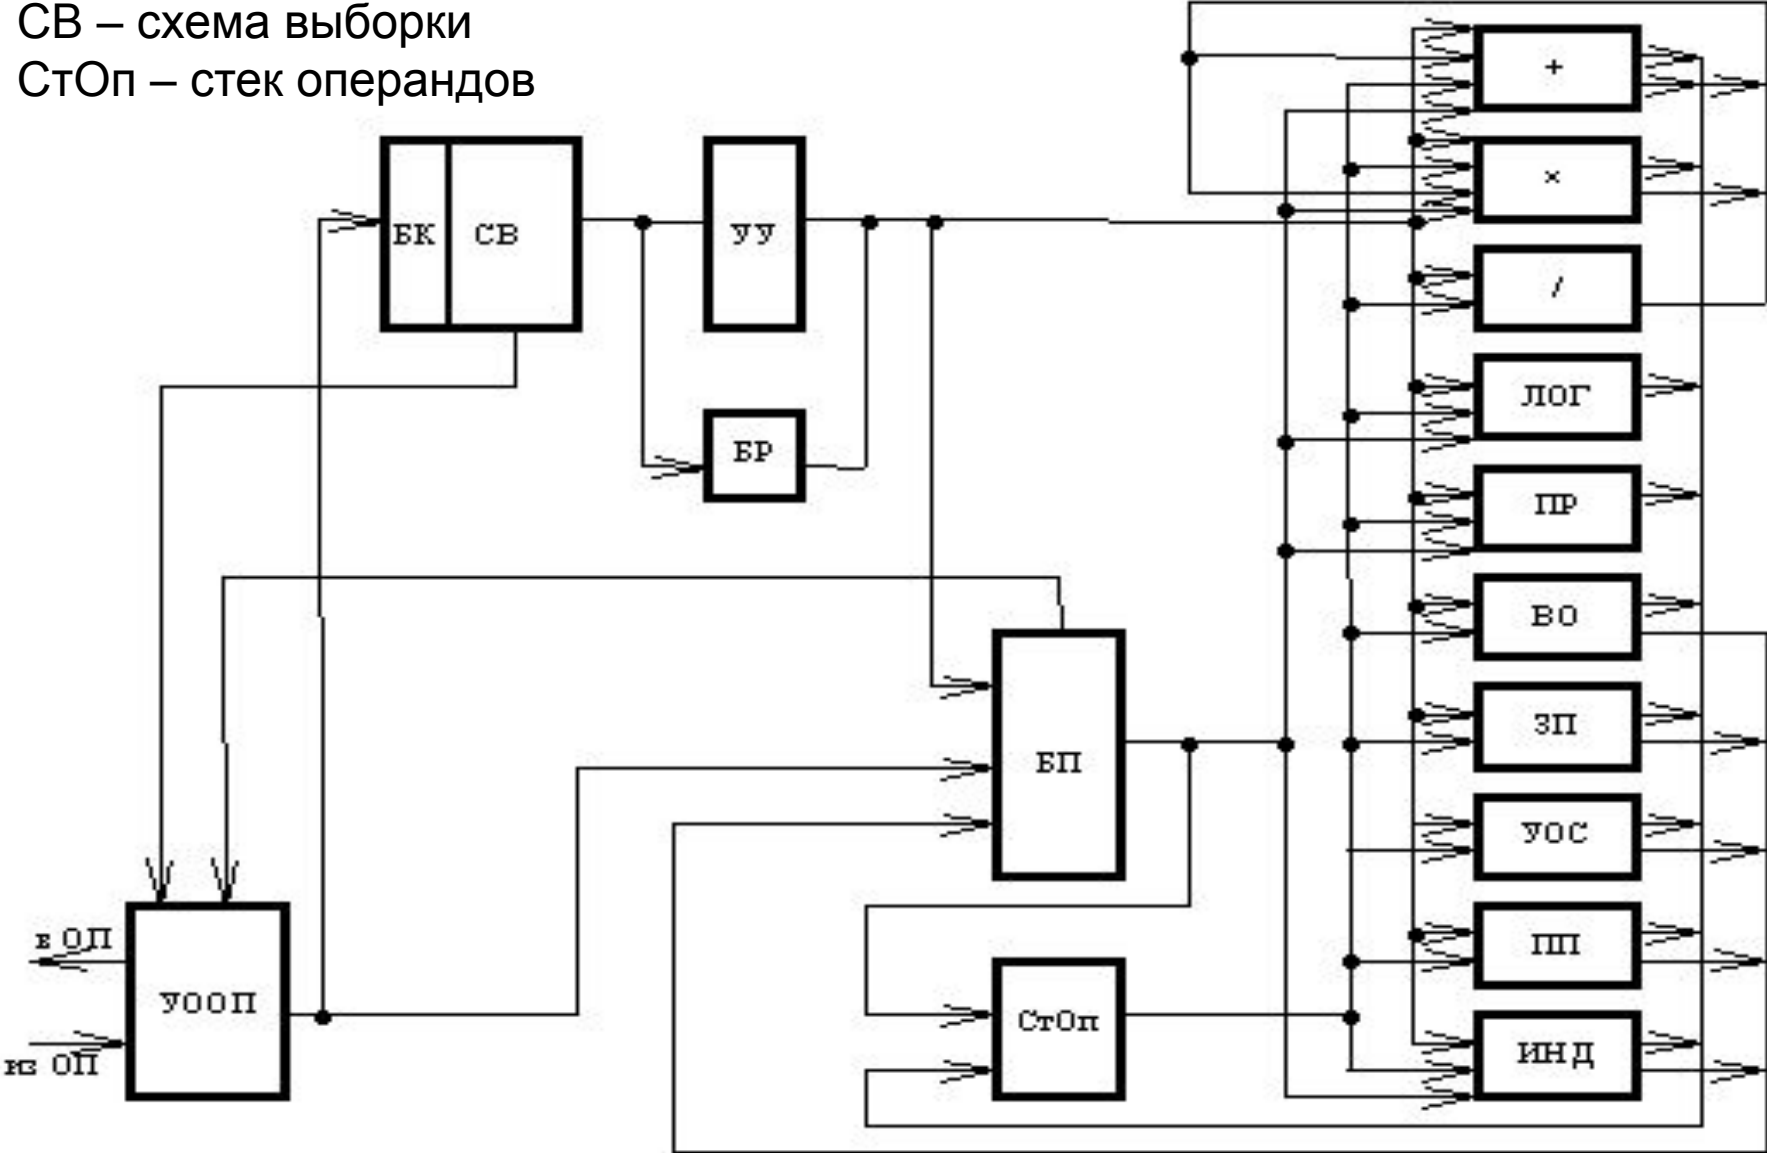 СВ – схема выборки
СтОп – стек операндов
+
×
БК СВ
УУ
/
ЛОГ
БР
ПР
ВО
ЗП
БП
УОС
в ОП
ПП
УООП
СтОп
ИНД
из ОП